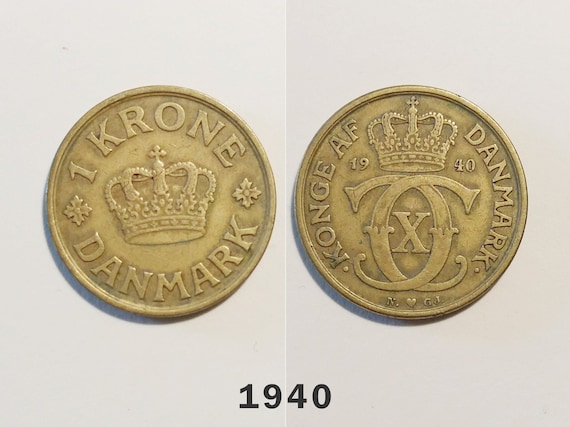 1 KRONE
DANMARK
KONGE AF DANMARK
19 40
C X C
N. ♥ GJ
1940